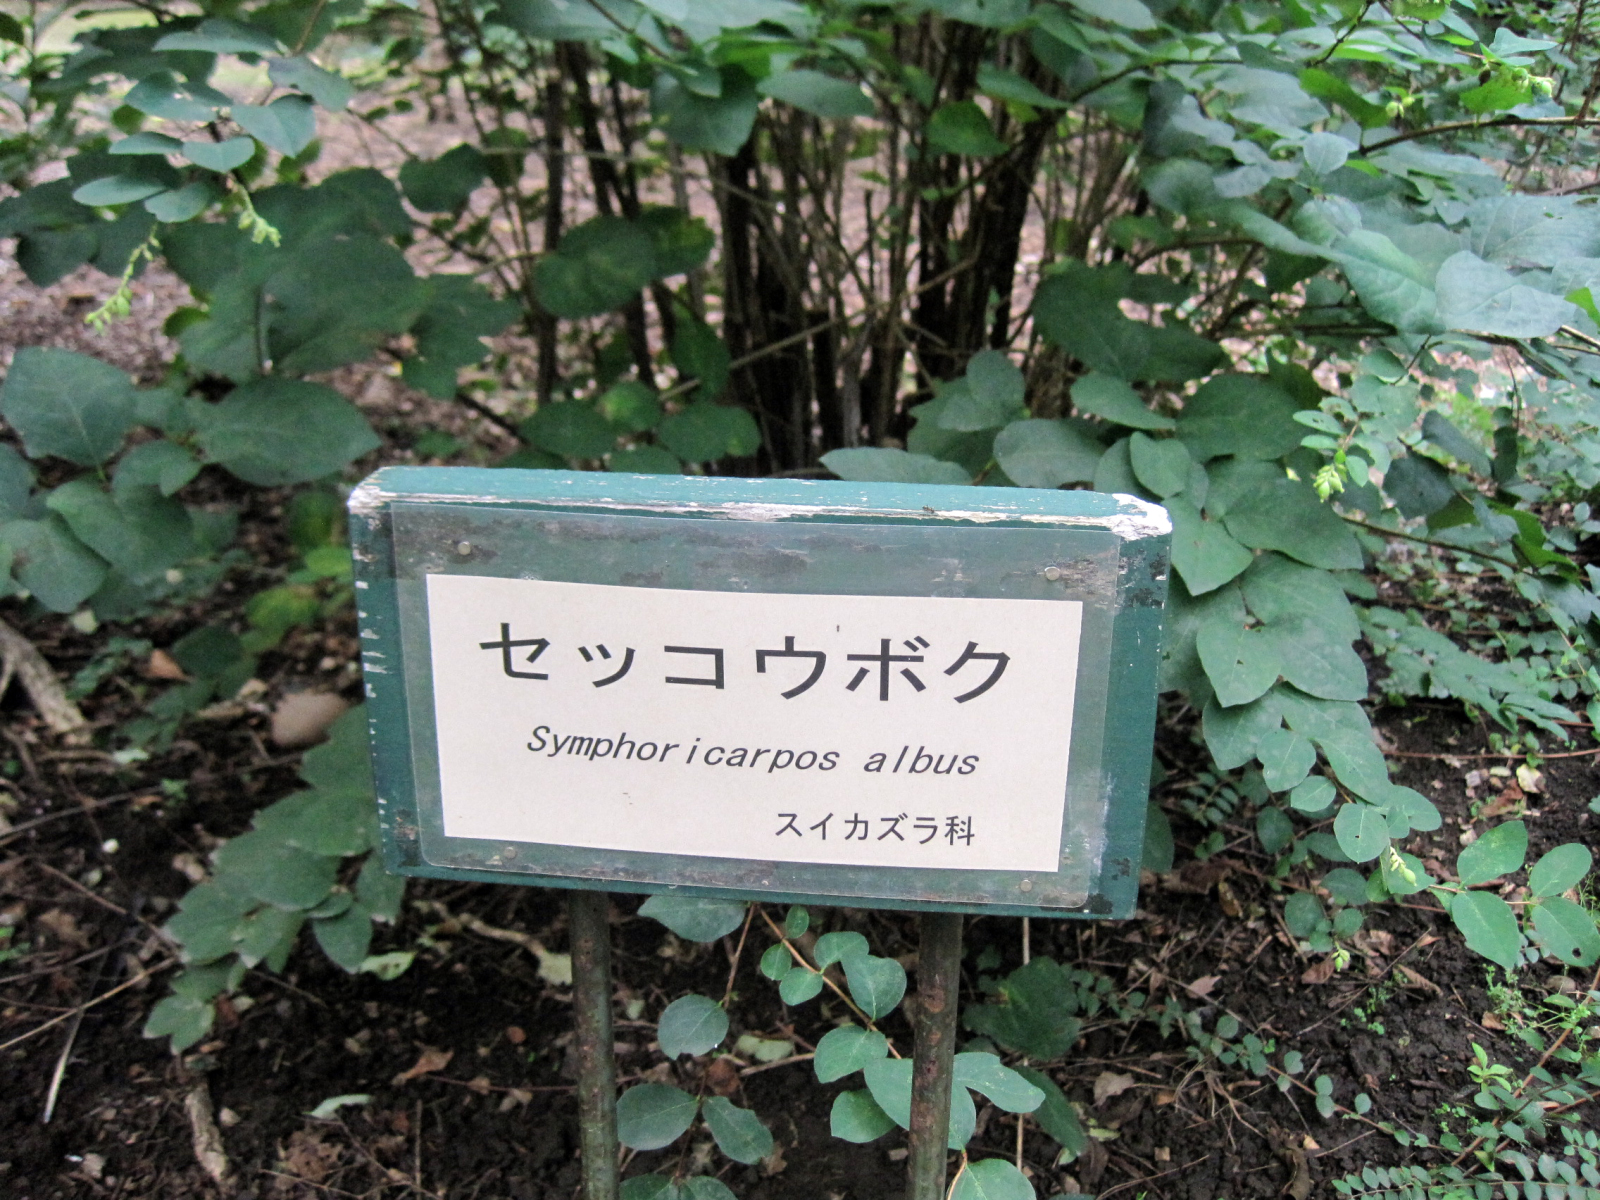 セッコウボク
Symphoricarpos albus
スイカズラ科